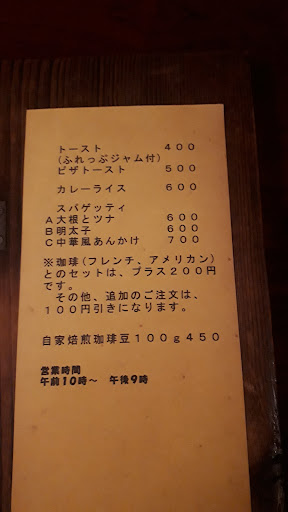 トースト 400
(ふれっぷジャム付)
ピザトースト 500
カレーライス 600
スパゲッティ
A大根とツナ 600
B明太子 600
C中華風あんかけ 700
※珈琲(フレンチ、アメリカン)
とのセットは、プラス200円
です。
その他、追加のご注文は、
100円引きになります。
自家焙煎珈琲豆100g450
営業時間
午前10時～ 午後9時